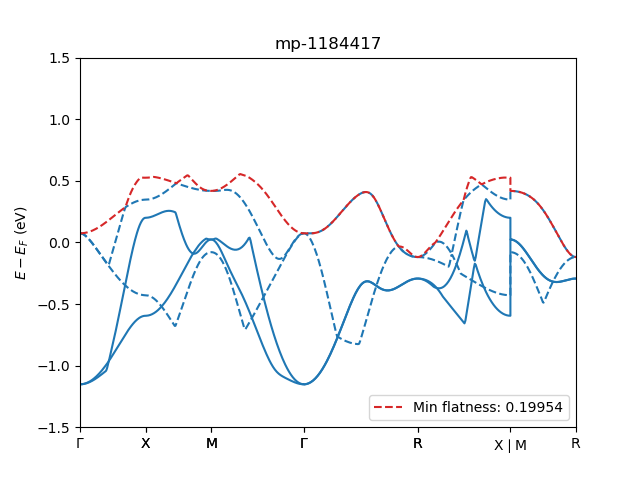 mp-1184417
E − E_F (eV)
1.5
1.0
0.5
0.0
−0.5
−1.0
−1.5
Min flatness: 0.19954
Γ X M Γ R X | M R